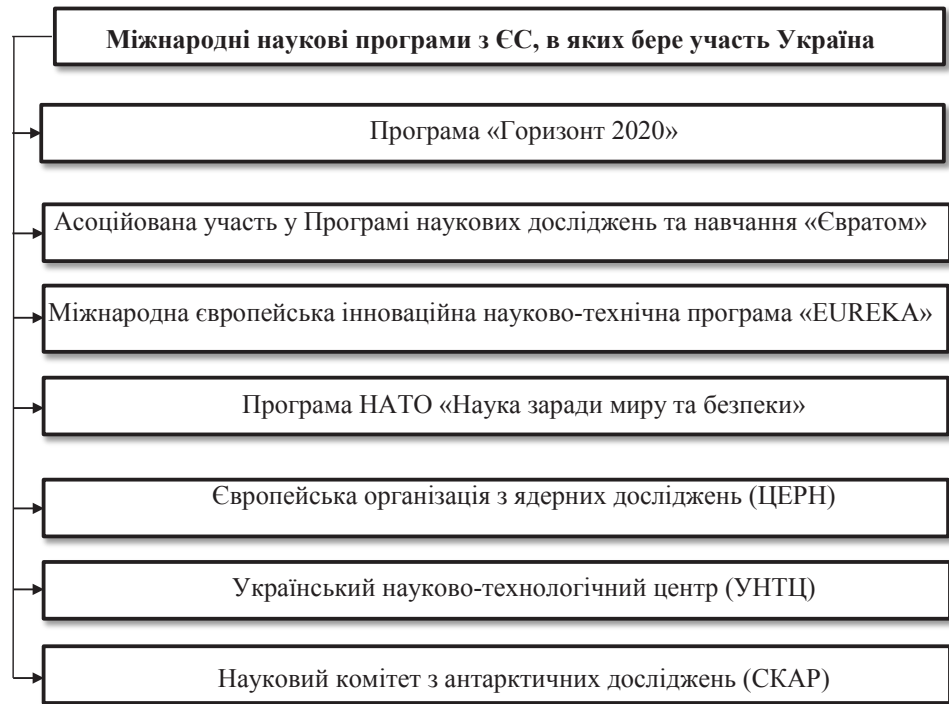 Міжнародні наукові програми з ЄС, в яких бере участь Україна
Програма «Горизонт 2020»
Асоційована участь у Програмі наукових досліджень та навчання «Євратом»
Міжнародна європейська інноваційна науково-технічна програма «EUREKA»
Програма НАТО «Наука заради миру та безпеки»
Європейська організація з ядерних досліджень (ЦЕРН)
Український науково-технологічний центр (УНТЦ)
Науковий комітет з антарктичних досліджень (СКАР)